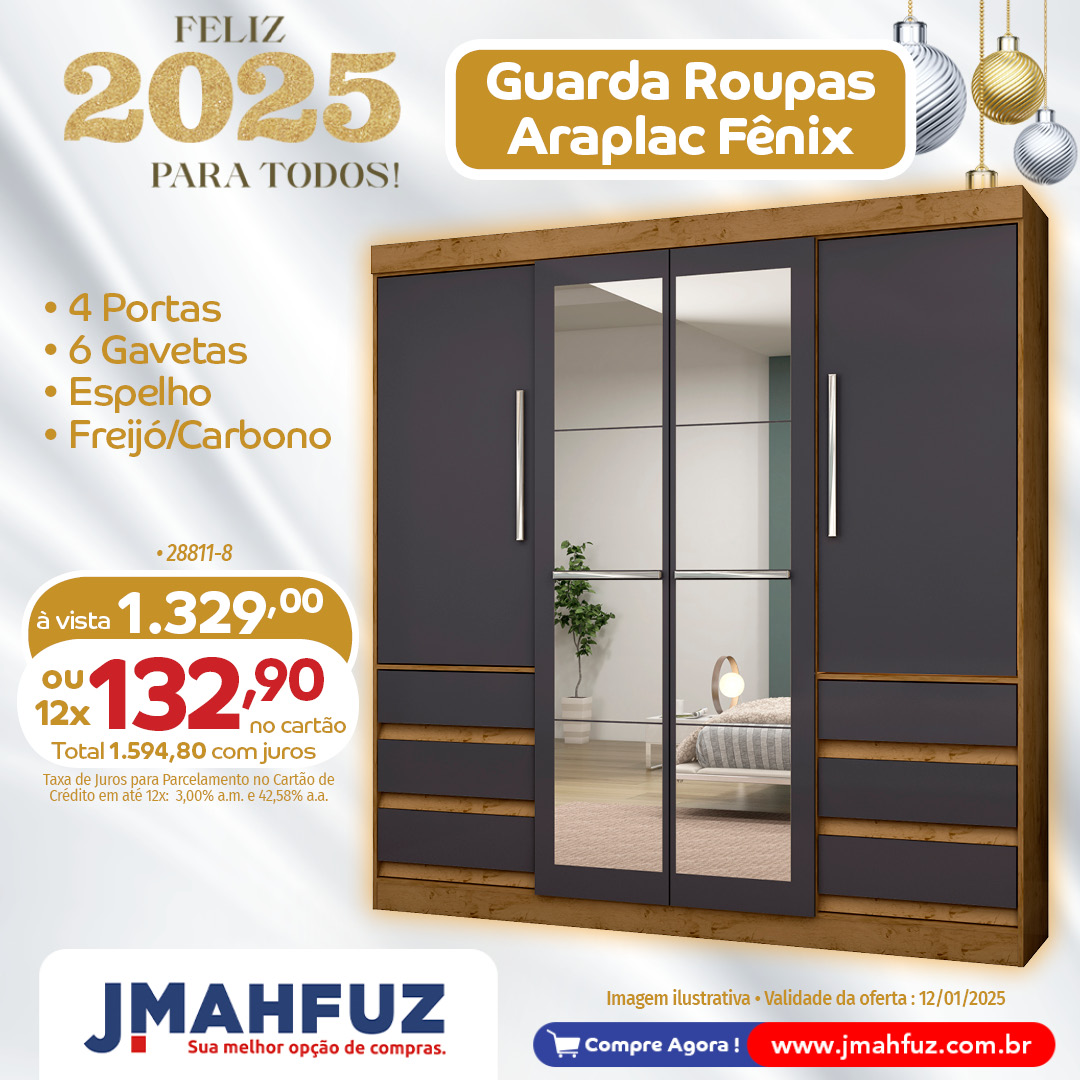 FELIZ
2025
PARA TODOS!
Guarda Roupas
Araplac Fênix
• 4 Portas
• 6 Gavetas
• Espelho
• Freijó/Carbono
• 28811-8
à vista 1.329,00
ou
12x 132,90
no cartão
Total 1.594,80 com juros
Taxa de Juros para Parcelamento no Cartão de
Crédito em até 12x: 3,00% a.m. e 42,58% a.a.
JMAHFUZ
Sua melhor opção de compras.
Imagem ilustrativa • Validade da oferta : 12/01/2025
Compre Agora ! www.jmahfuz.com.br